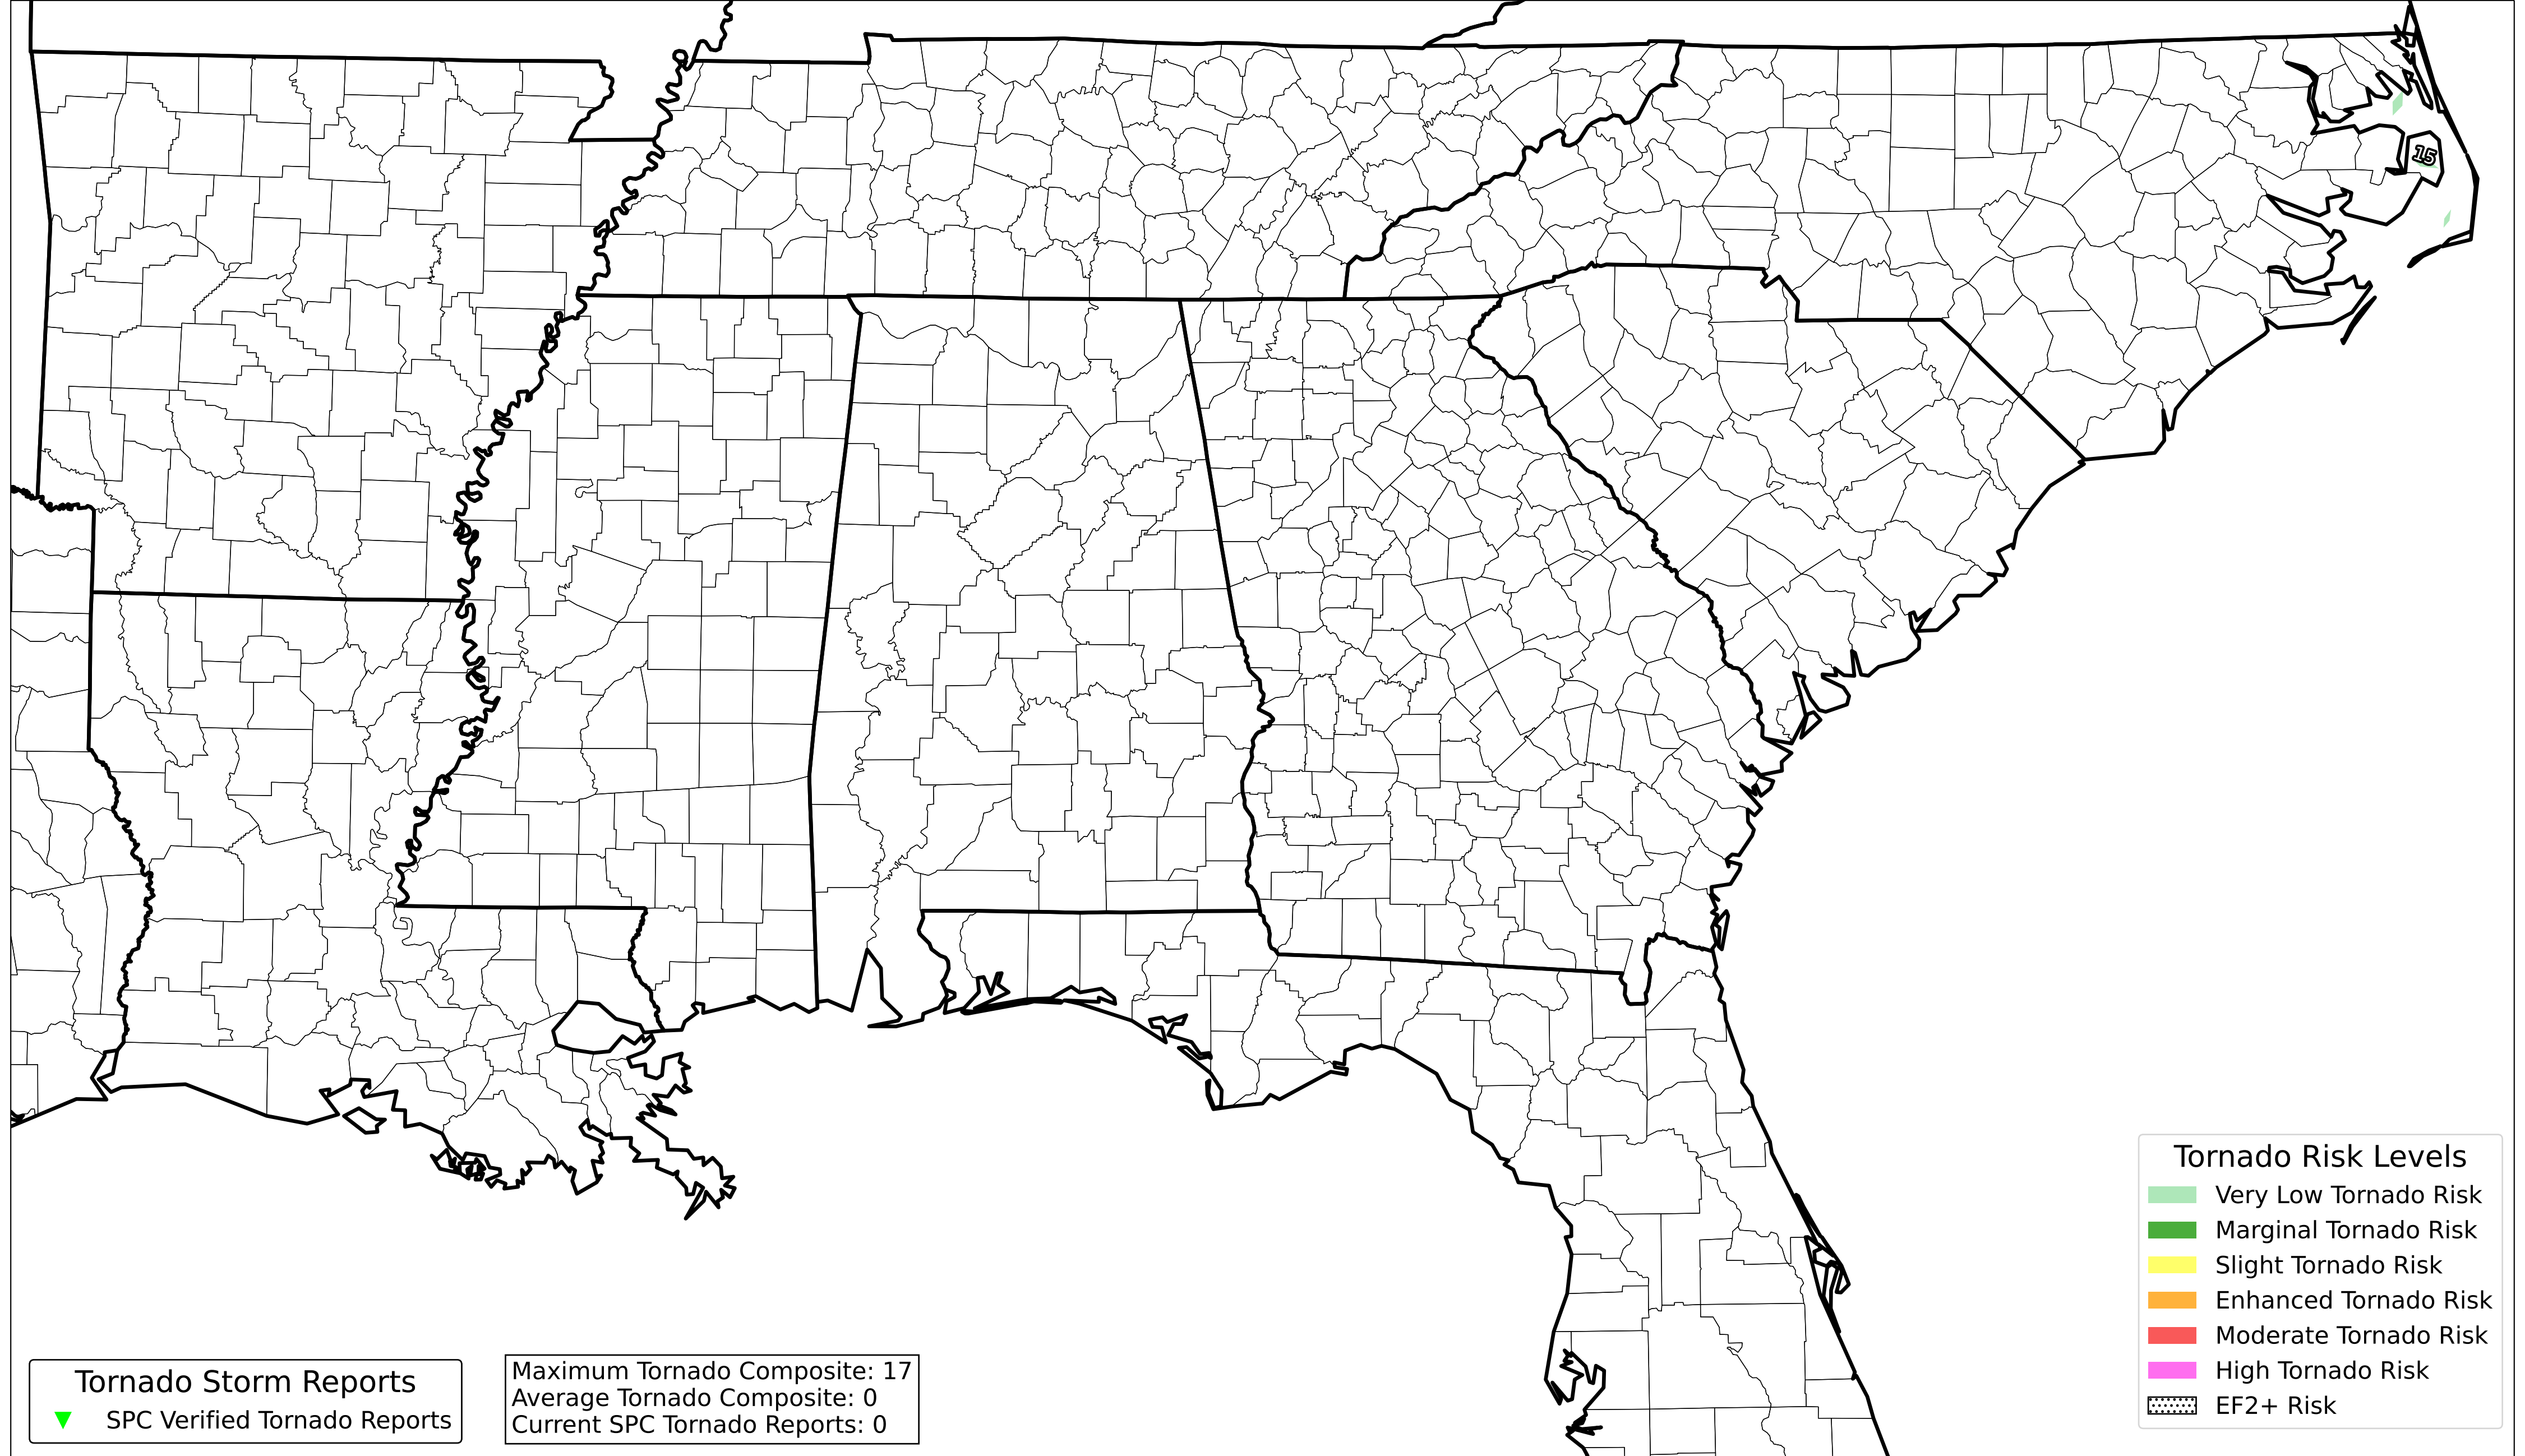 15
Tornado Risk Levels
Very Low Tornado Risk
Marginal Tornado Risk
Slight Tornado Risk
Enhanced Tornado Risk
Moderate Tornado Risk
High Tornado Risk
EF2+ Risk
Tornado Storm Reports
SPC Verified Tornado Reports
Maximum Tornado Composite: 17
Average Tornado Composite: 0
Current SPC Tornado Reports: 0